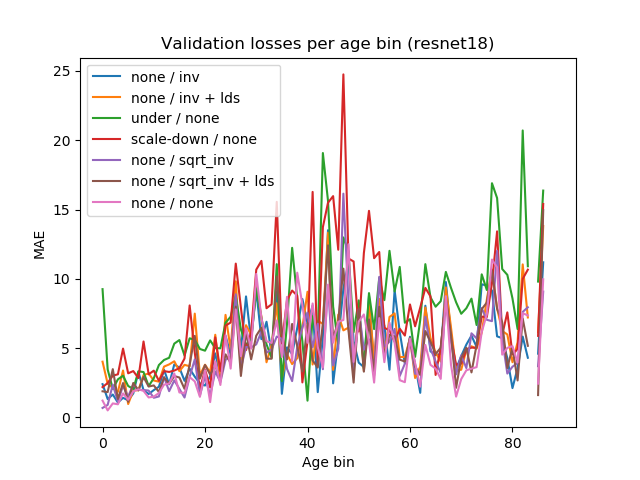 Validation losses per age bin (resnet18)
none / inv
none / inv + lds
under / none
scale-down / none
none / sqrt_inv
none / sqrt_inv + lds
none / none
MAE
25
20
15
10
5
0
0 20 40 60 80
Age bin